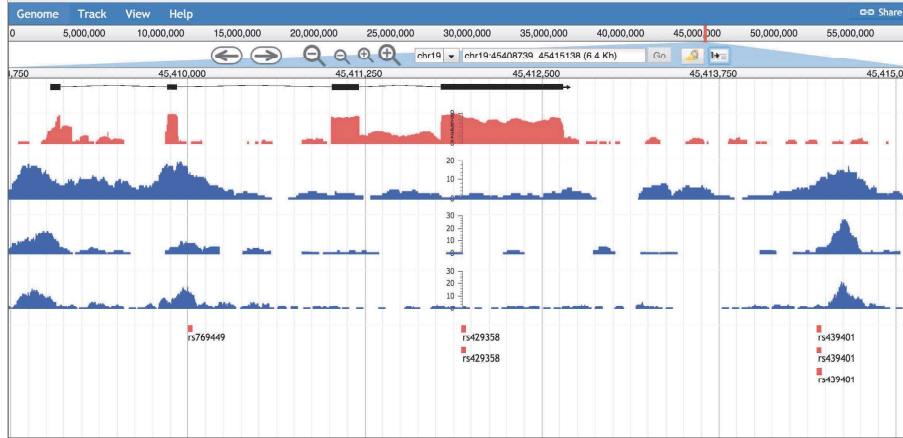 Genome Track View Help Share
0 5,000,000 10,000,000 15,000,000 20,000,000 25,000,000 30,000,000 35,000,000 40,000,000 45,000,000 50,000,000 55,000,000
chr19 chr19:45408739..45415138 (6.4 Kb) Go
,750 45,410,000 45,411,250 45,412,500 45,413,750 45,415,0
20
10
0
30
20
10
0
30
20
10
0
rs769449 rs429358 rs439401
rs429358 rs439401
rs439401